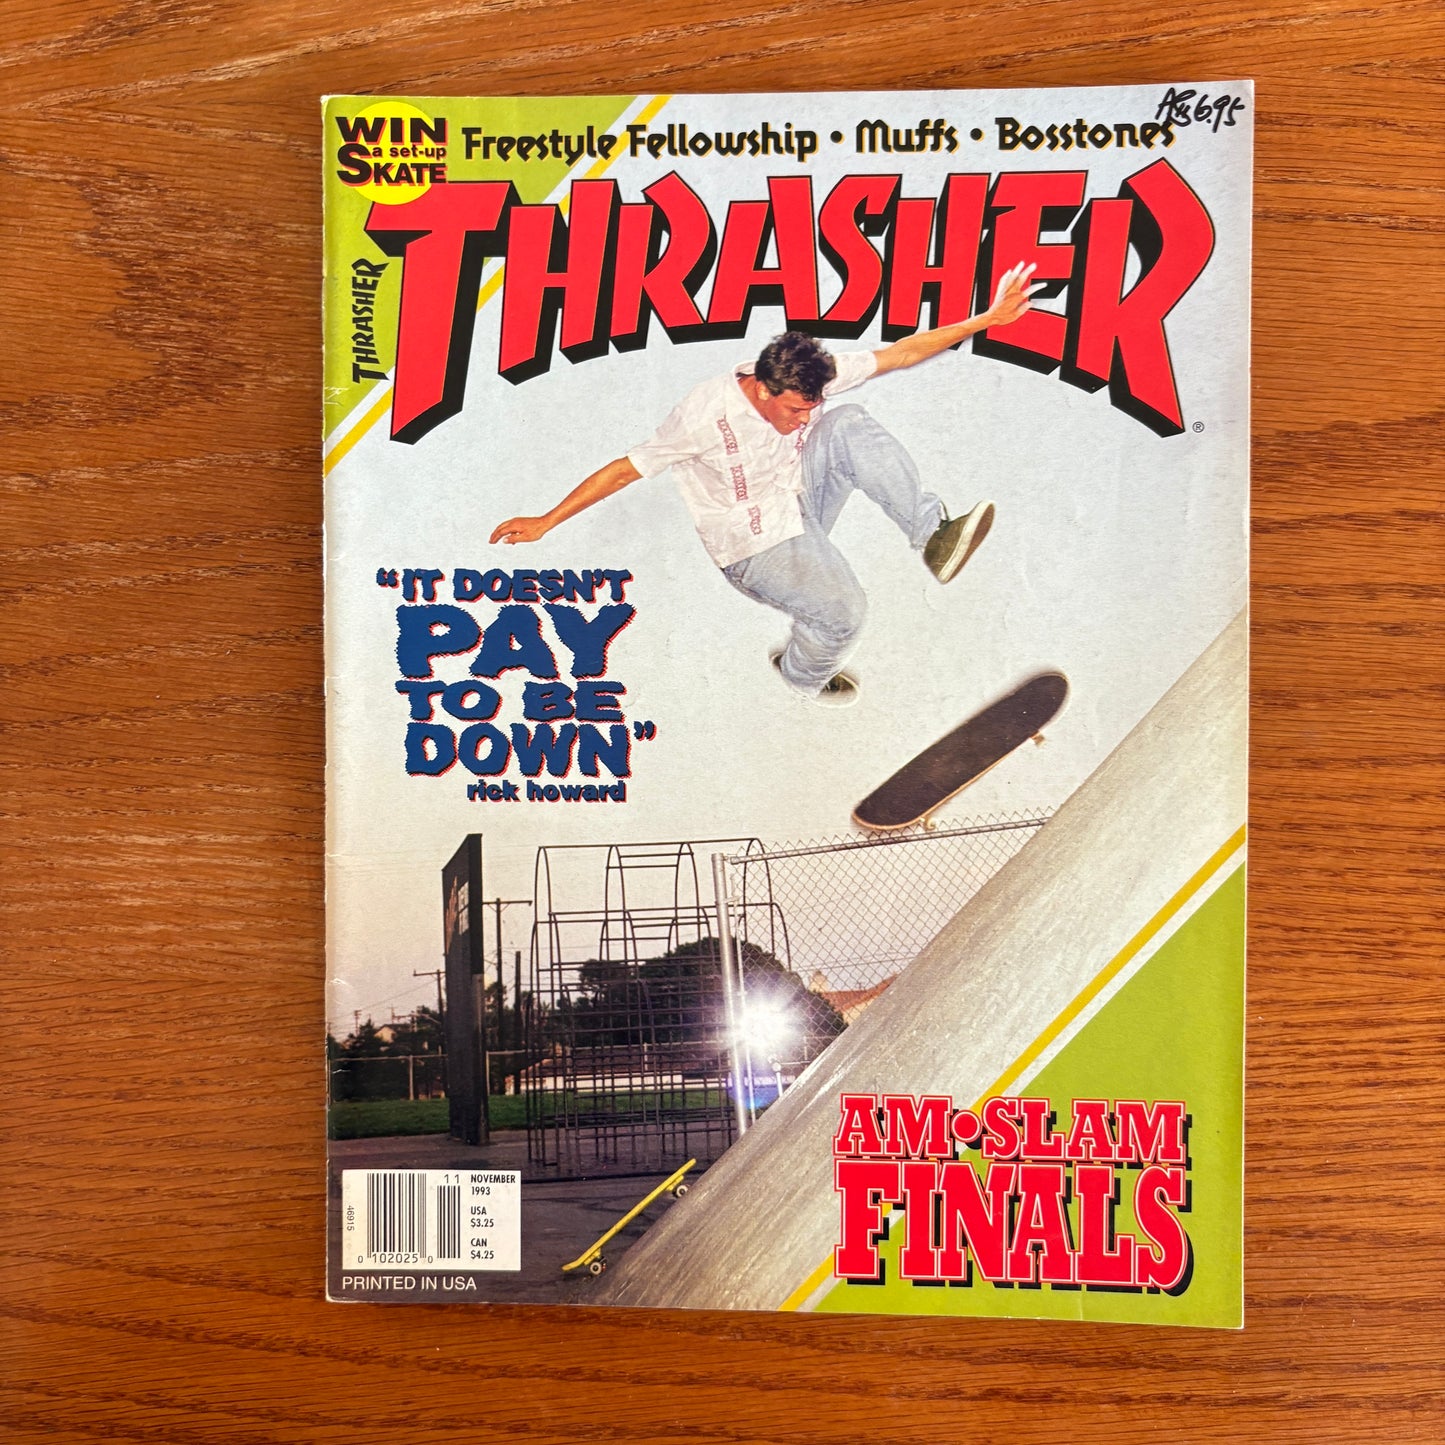 WIN
a set-up
SKATE
Freestyle Fellowship • Muffs • Bosstones
6.95
THRASHER
®
THRASHER
"IT DOESN'T
PAY
TO BE
DOWN"
rick howard
AM•SLAM
FINALS
11
NOVEMBER
1993
USA
$3.25
CAN
$4.25
46915
0 102025 0
PRINTED IN USA